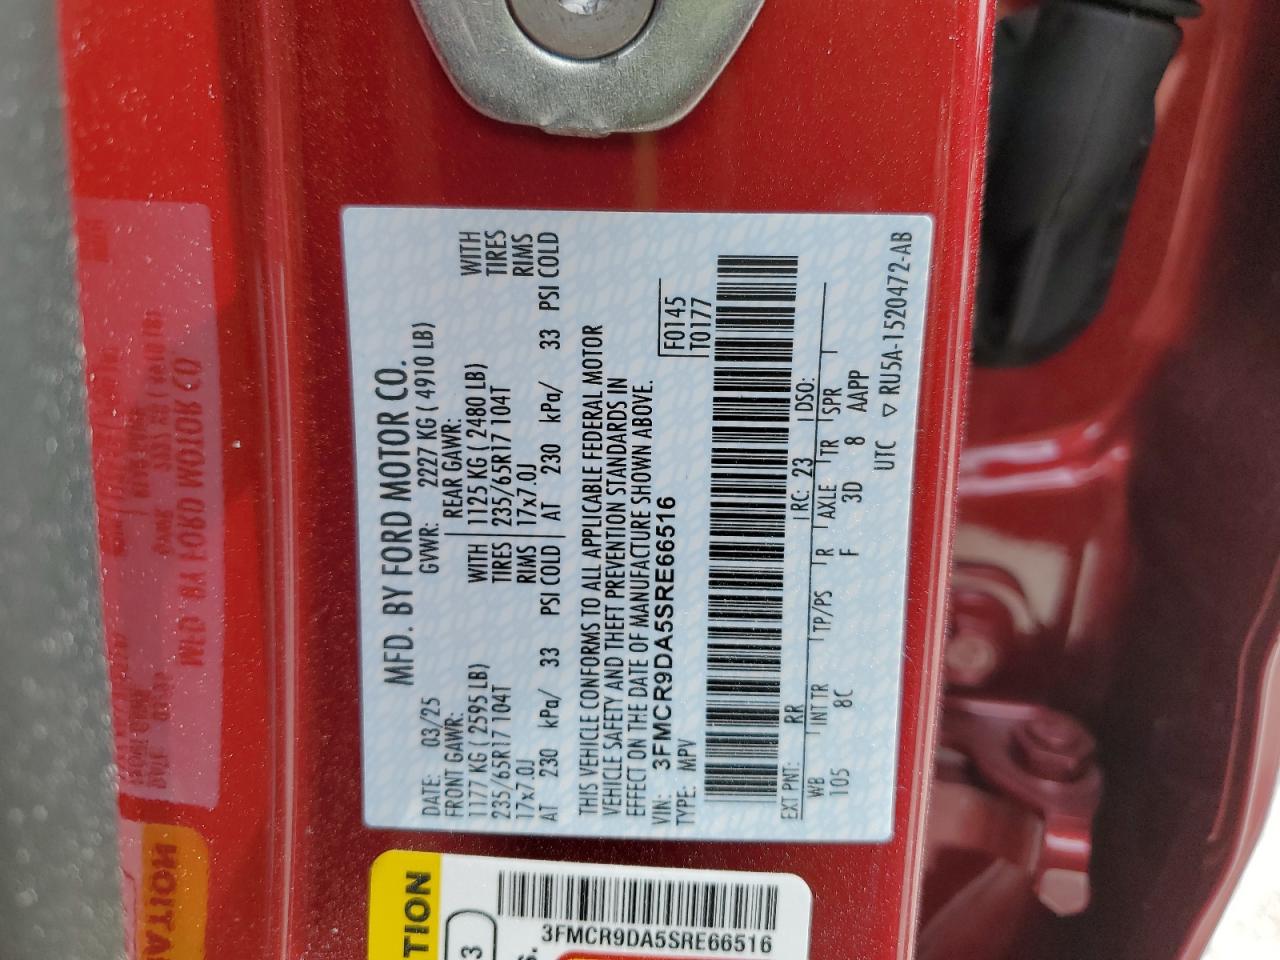 MFD. BY FORD MOTOR CO.
DATE: 03/25 GVWR: 2227 KG ( 4910 LB)
FRONT GAWR: REAR GAWR:
1177 KG ( 2595 LB) WITH 1125 KG ( 2480 LB) WITH
235/65R17 104T TIRES 235/65R17 104T TIRES
17x7.0J RIMS 17x7.0J RIMS
AT 230 kPa/ 33 PSI COLD AT 230 kPa/ 33 PSI COLD
THIS VEHICLE CONFORMS TO ALL APPLICABLE FEDERAL MOTOR
VEHICLE SAFETY AND THEFT PREVENTION STANDARDS IN
EFFECT ON THE DATE OF MANUFACTURE SHOWN ABOVE.
VIN: 3FMCR9DA5SRE66516 F0145
TYPE: MPV T0177
EXT PNT: RR RC: 23 DSO:
WB INT TR TP/PS R AXLE TR SPR
105 8C F 3D 8 AAPP
UTC ▽ RU5A-1520472-AB
TION
3
S.
3FMCR9DA5SRE66516